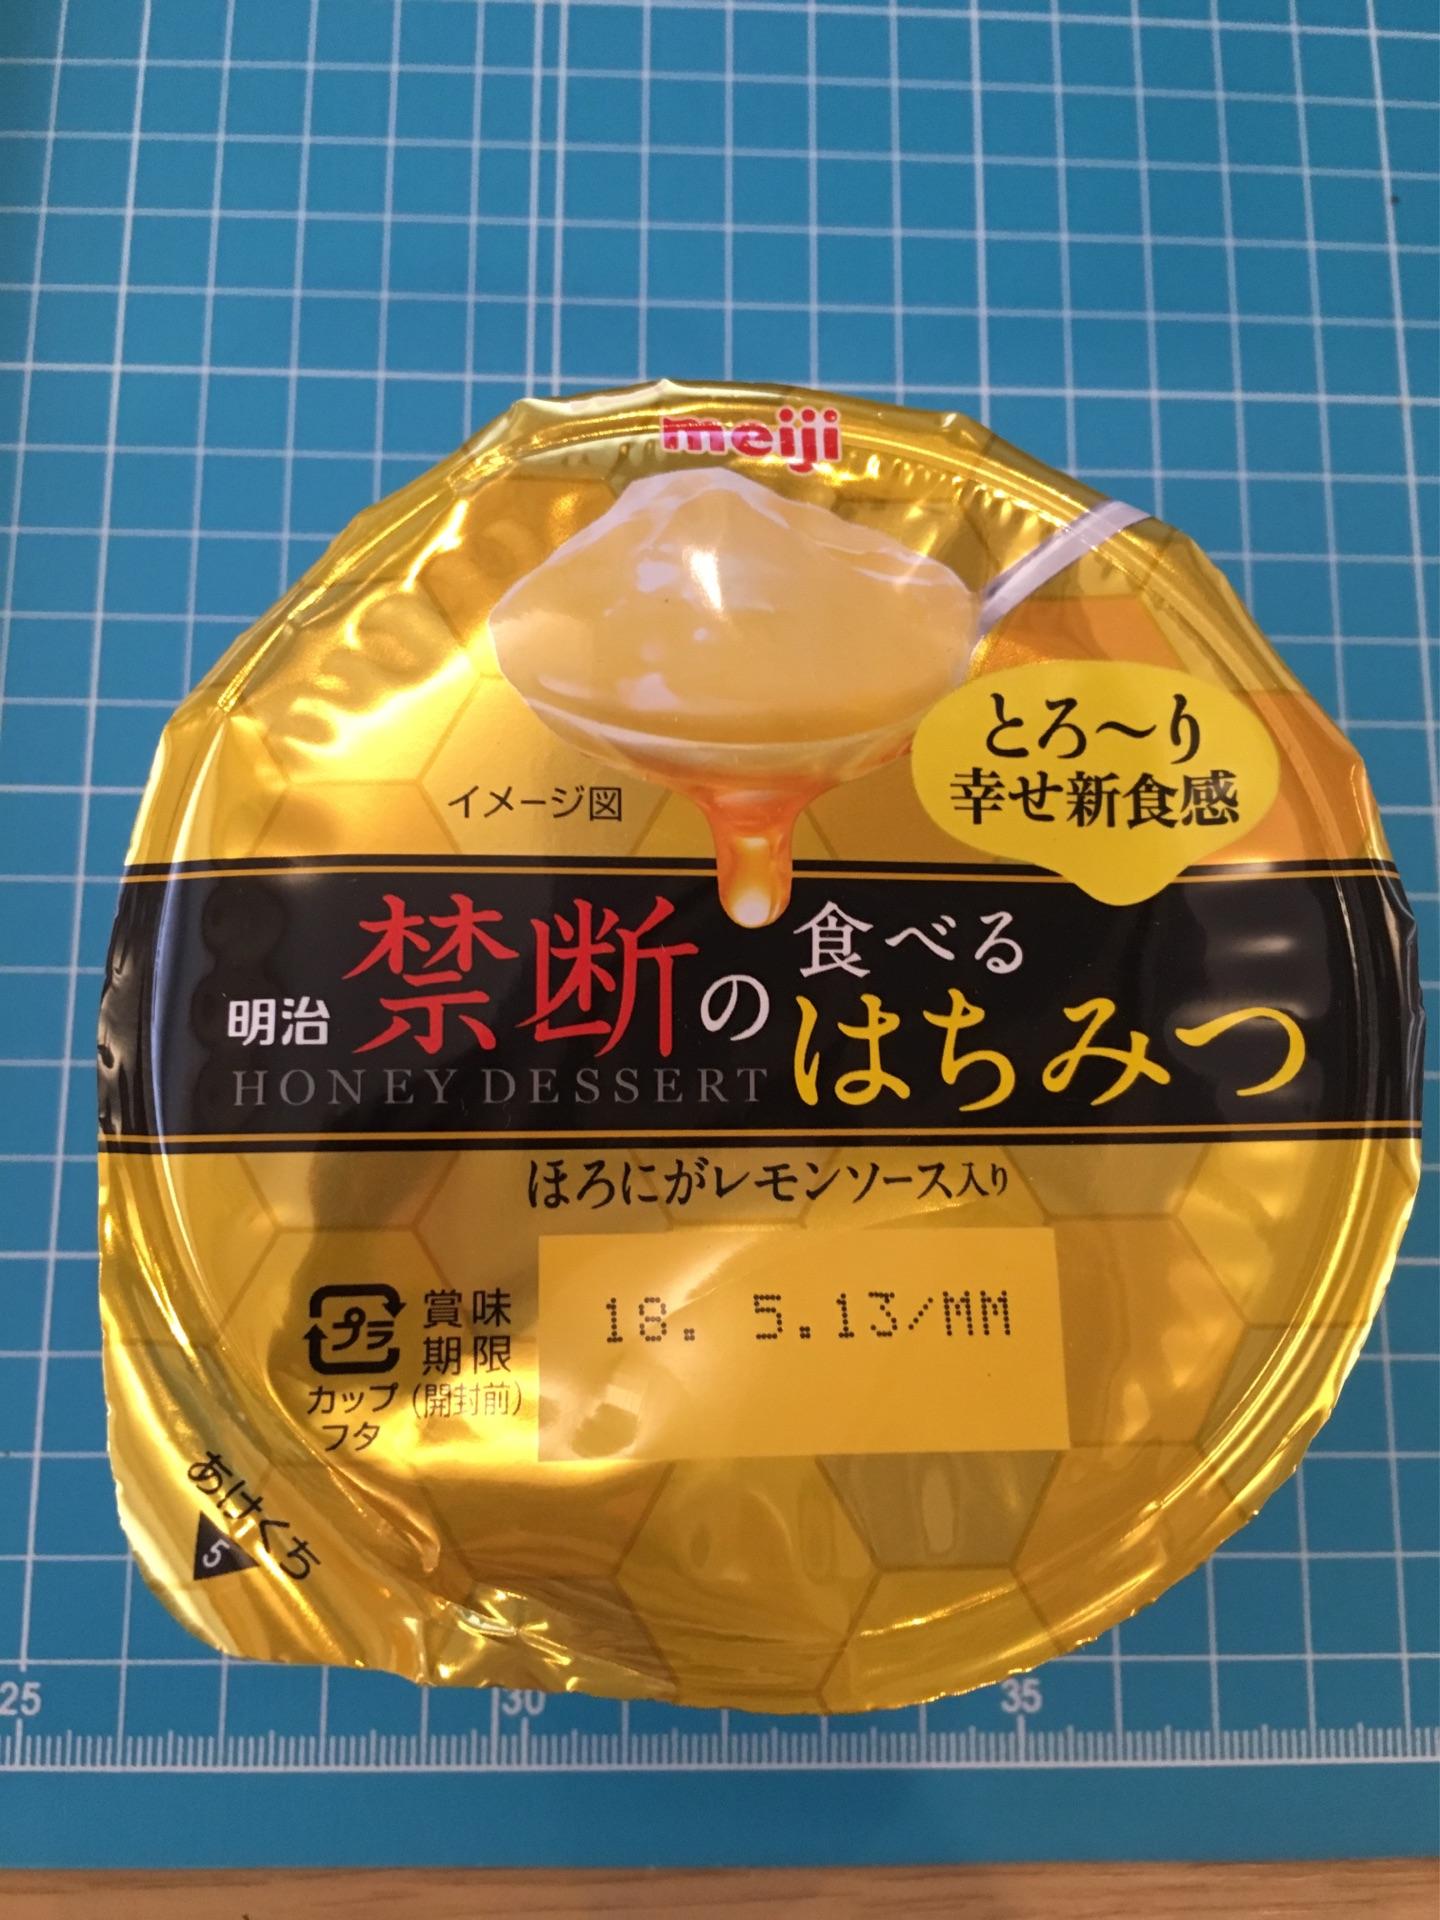 meiji
とろ〜り
幸せ新食感
イメージ図
明治 禁断の食べるはちみつ
HONEY DESSERT
ほろにがレモンソース入り
プラ
カップ
フタ
賞味
期限
(開封前)
18. 5.13/MM
あけくち
5
25 30 35